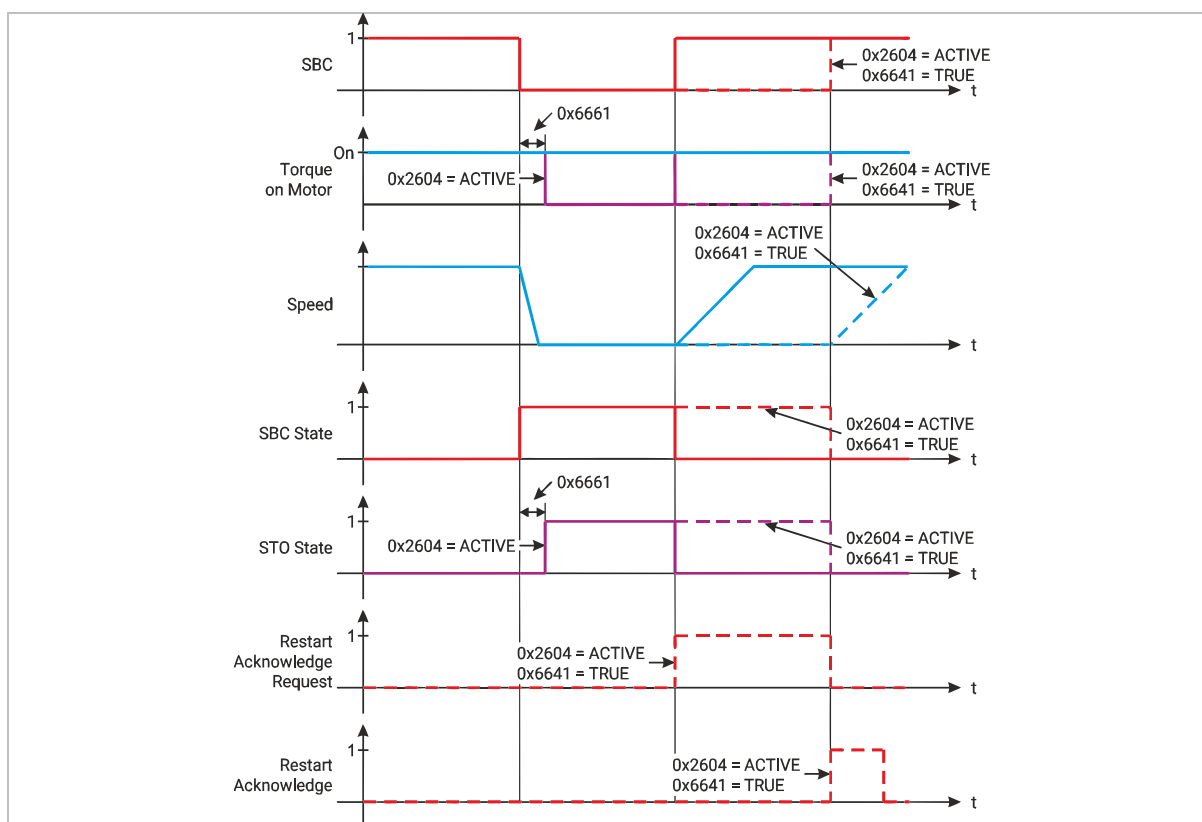 1
SBC
0x2604 = ACTIVE
0x6641 = TRUE
t
0x6661
On
Torque
on Motor
0x2604 = ACTIVE
0x2604 = ACTIVE
0x6641 = TRUE
t
0x2604 = ACTIVE
0x6641 = TRUE
Speed
t
1
SBC State
0x2604 = ACTIVE
0x6641 = TRUE
t
0x6661
1
STO State
0x2604 = ACTIVE
0x2604 = ACTIVE
0x6641 = TRUE
t
1
Restart
Acknowledge
Request
0x2604 = ACTIVE
0x6641 = TRUE
t
1
Restart
Acknowledge
0x2604 = ACTIVE
0x6641 = TRUE
t